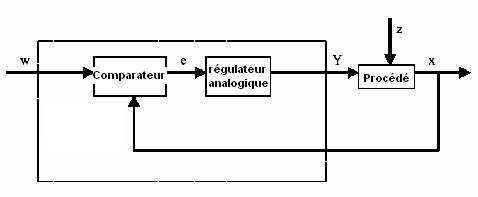 z
w
Comparateur
e
régulateur
analogique
Y
Procédé
x